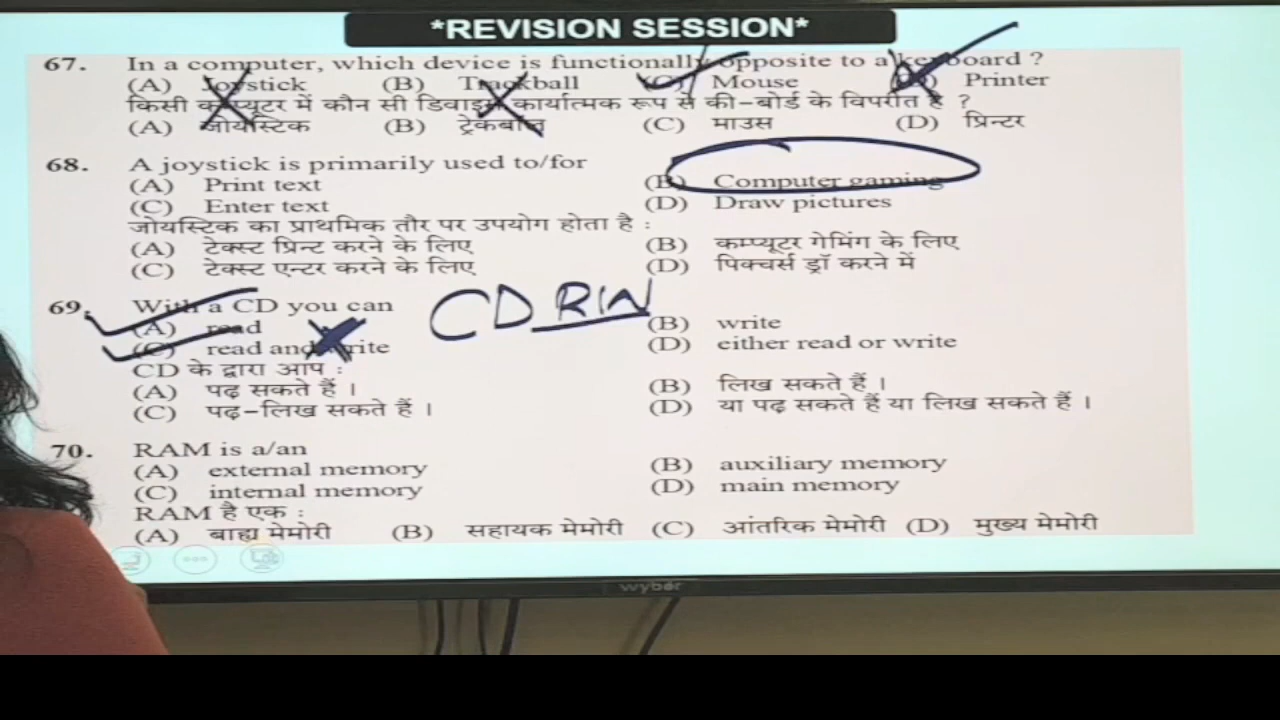 *REVISION SESSION*
67. In a computer, which device is functionally opposite to a keyboard ?
(A) Joystick (B) Trackball (C) Mouse (D) Printer
किसी कम्प्यूटर में कौन सी डिवाइस कार्यात्मक रूप से की-बोर्ड के विपरीत है ?
(A) जोयस्टिक (B) ट्रेकबॉल (C) माउस (D) प्रिन्टर
68. A joystick is primarily used to/for
(A) Print text (B) Computer gaming
(C) Enter text (D) Draw pictures
जोयस्टिक का प्राथमिक तौर पर उपयोग होता है :
(A) टेक्स्ट प्रिन्ट करने के लिए (B) कम्प्यूटर गेमिंग के लिए
(C) टेक्स्ट एन्टर करने के लिए (D) पिक्चर्स ड्रॉ करने में
69. With a CD you can CD R/W
(A) read (B) write
(C) read and write (D) either read or write
CD के द्वारा आप :
(A) पढ़ सकते हैं । (B) लिख सकते हैं ।
(C) पढ़-लिख सकते हैं । (D) या पढ़ सकते हैं या लिख सकते हैं ।
70. RAM is a/an
(A) external memory (B) auxiliary memory
(C) internal memory (D) main memory
RAM है एक :
(A) बाह्य मेमोरी (B) सहायक मेमोरी (C) आंतरिक मेमोरी (D) मुख्य मेमोरी
wyber